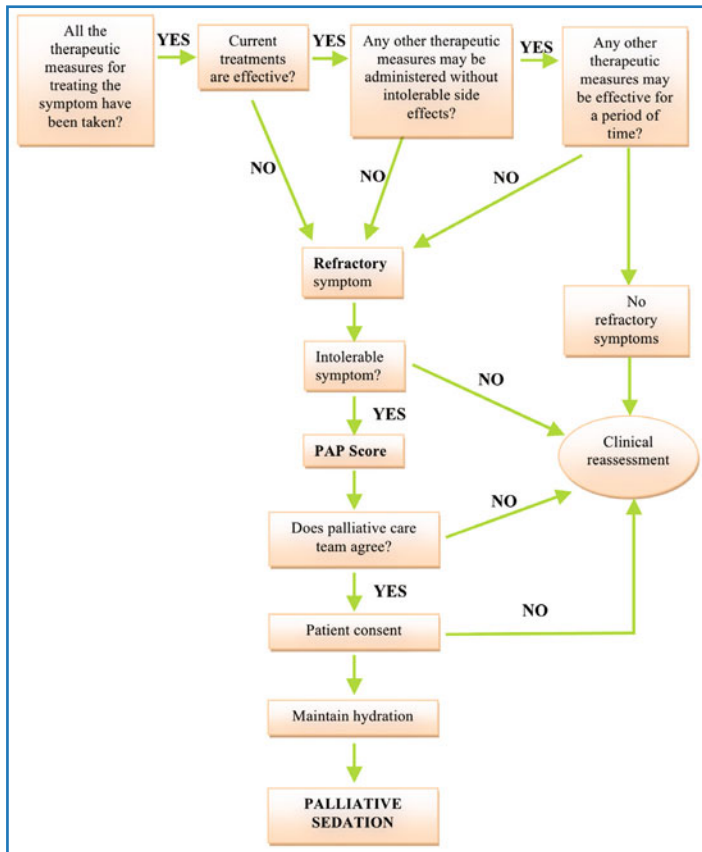 All the
therapeutic
measures for
treating the
symptom have
been taken?
YES
Current
treatments
are effective?
YES
Any other therapeutic
measures may be
administered without
intolerable side
effects?
YES
Any other
therapeutic
measures may
be effective for
a period of
time?
NO
NO
NO
Refractory
symptom
No
refractory
symptoms
Intolerable
symptom?
NO
YES
Clinical
reassessment
PAP Score
NO
Does palliative care
team agree?
YES
NO
Patient consent
Maintain hydration
PALLIATIVE
SEDATION